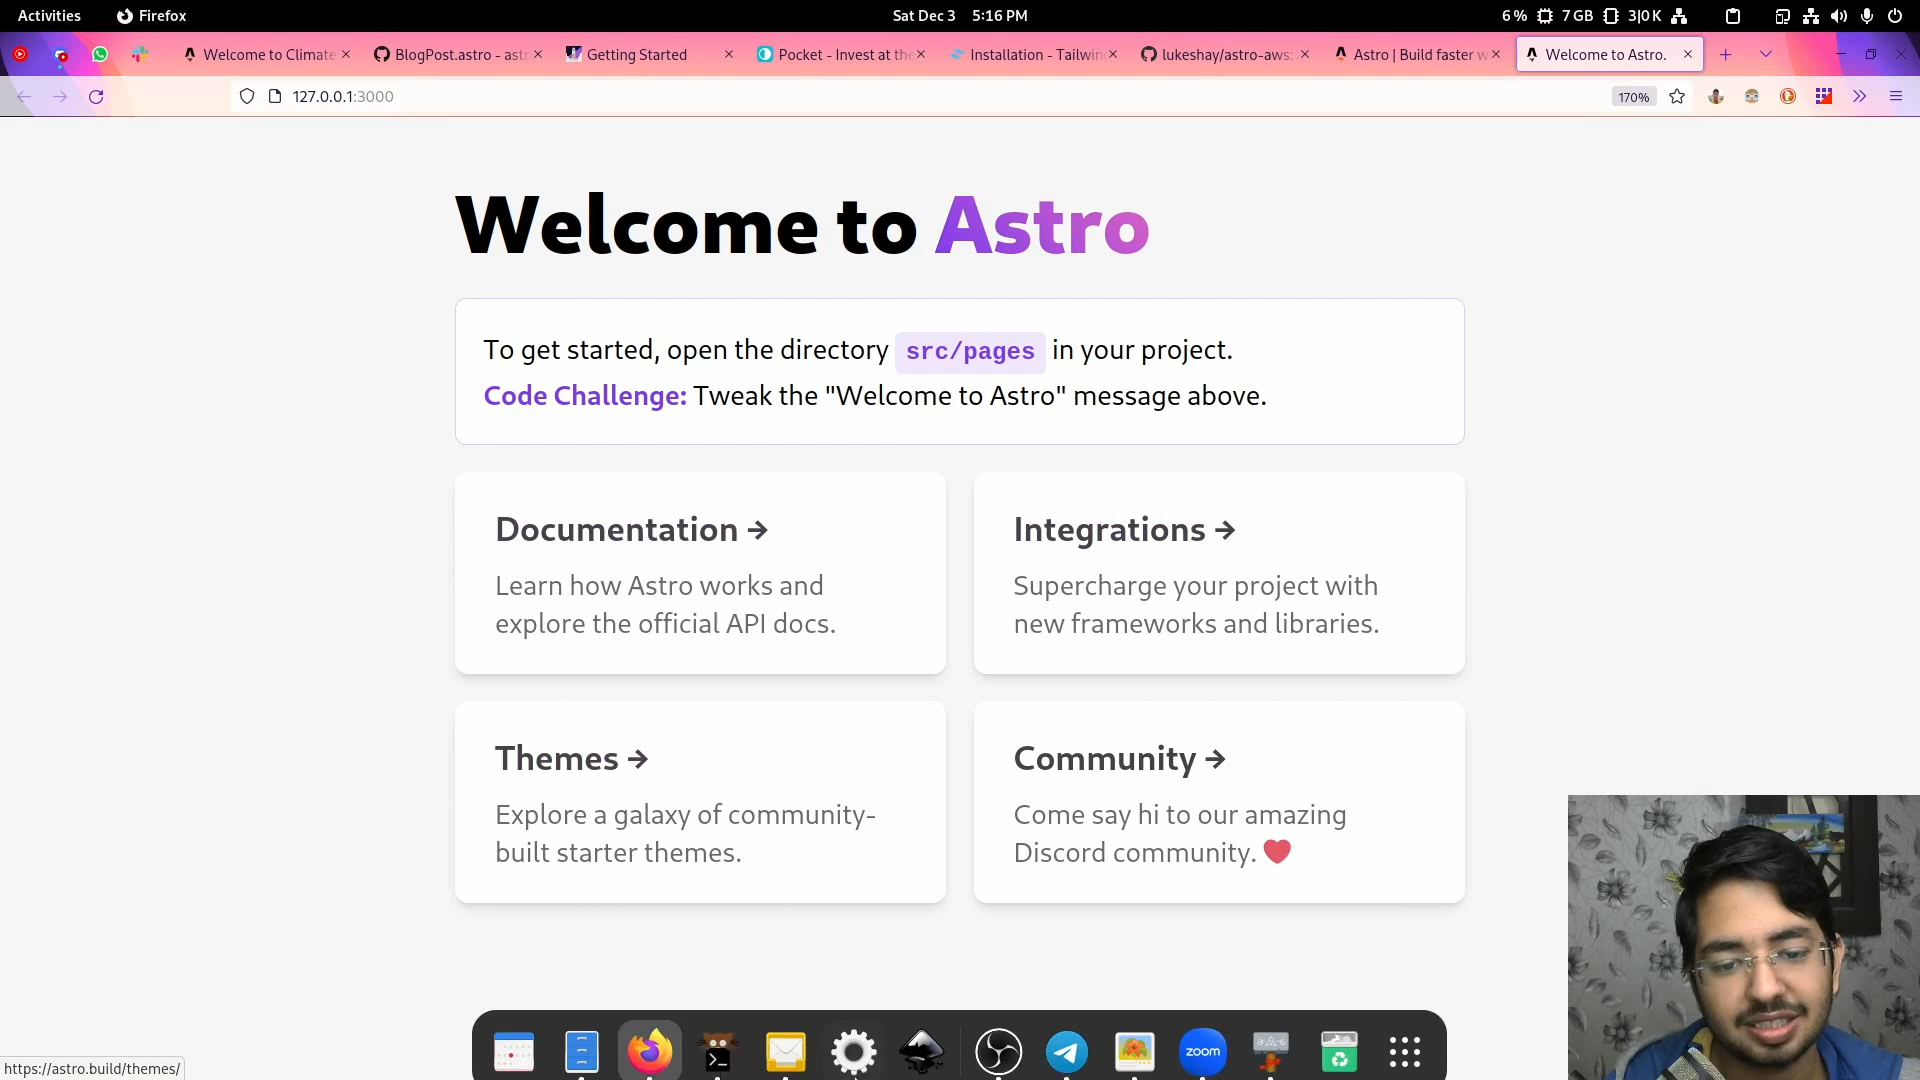 Activities Firefox Sat Dec 3 5:16 PM 6 % 7 GB 3|0 K
Welcome to Climate BlogPost.astro - astr Getting Started Pocket - Invest at the Installation - Tailwin lukeshay/astro-aws: Astro | Build faster w Welcome to Astro.
127.0.0.1:3000 170%
Welcome to Astro
To get started, open the directory src/pages in your project.
Code Challenge: Tweak the "Welcome to Astro" message above.
Documentation →
Learn how Astro works and
explore the official API docs.
Integrations →
Supercharge your project with
new frameworks and libraries.
Themes →
Explore a galaxy of community-
built starter themes.
Community →
Come say hi to our amazing
Discord community. ❤️
zoom
https://astro.build/themes/